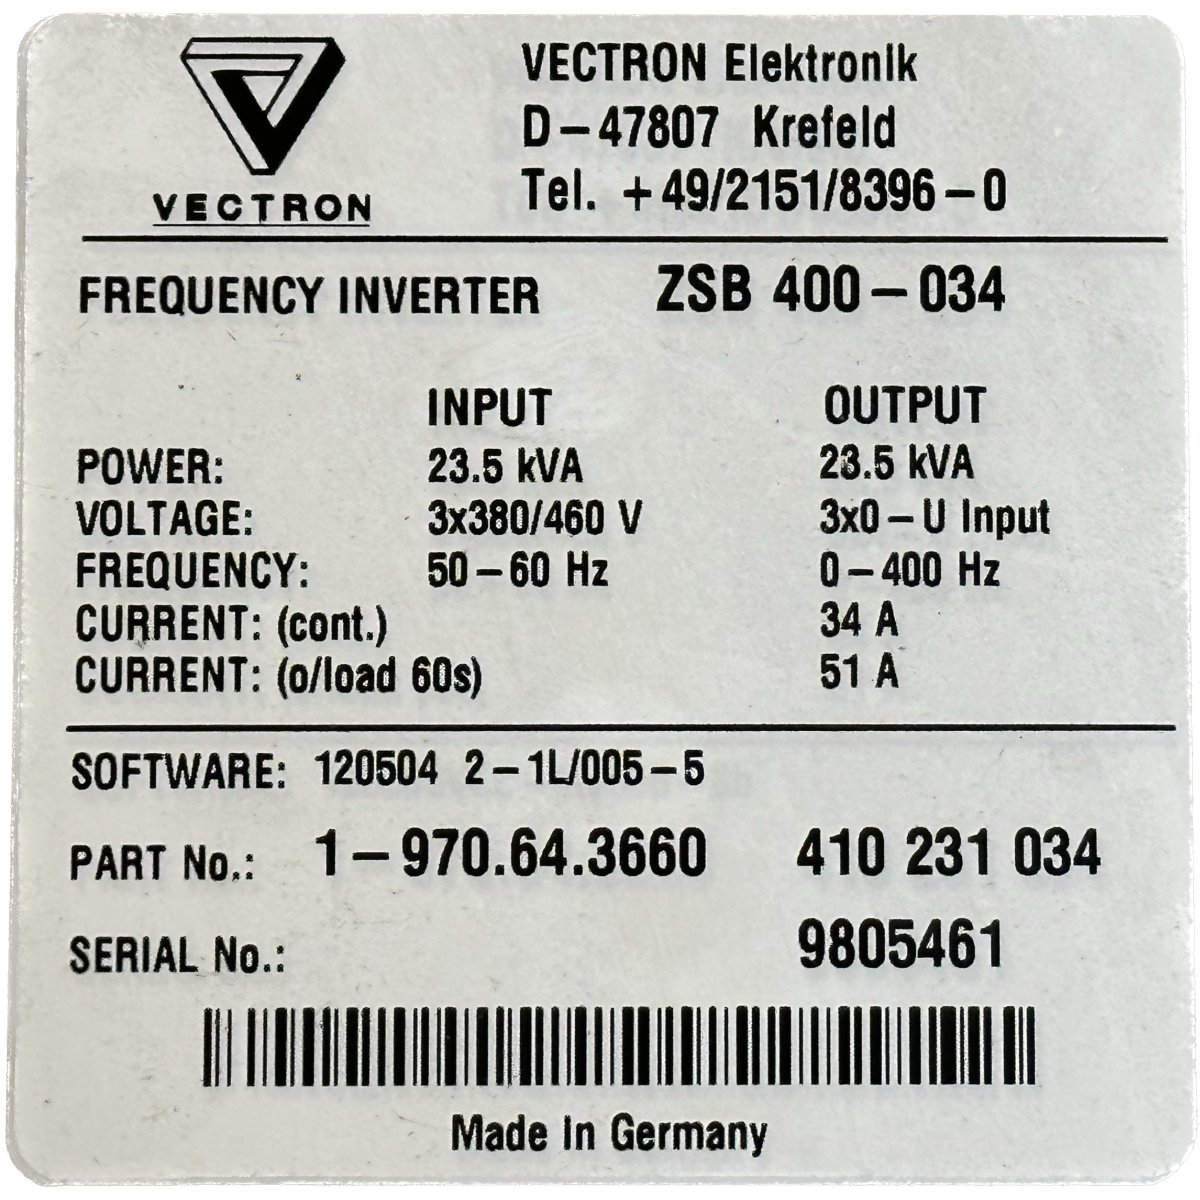 VECTRON
VECTRON Elektronik
D-47807 Krefeld
Tel. +49/2151/8396-0
FREQUENCY INVERTER ZSB 400-034
INPUT OUTPUT
POWER: 23.5 kVA 23.5 kVA
VOLTAGE: 3x380/460 V 3x0-U Input
FREQUENCY: 50-60 Hz 0-400 Hz
CURRENT: (cont.) 34 A
CURRENT: (o/load 60s) 51 A
SOFTWARE: 120504 2-1L/005-5
PART No.: 1-970.64.3660 410 231 034
SERIAL No.: 9805461
Made In Germany